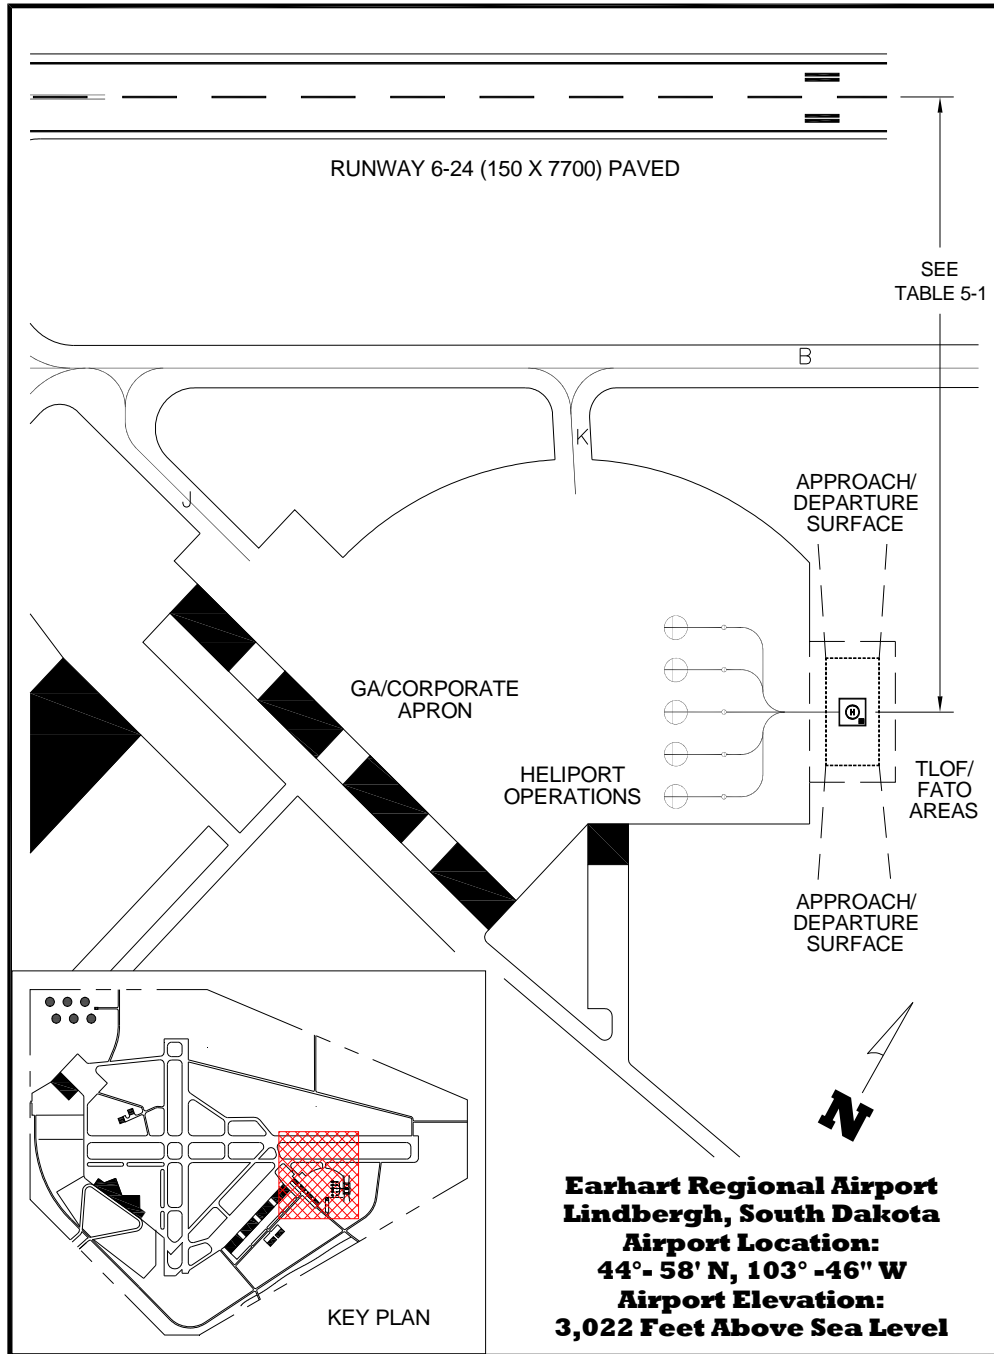 RUNWAY 6-24 (150 X 7700) PAVED
SEE
TABLE 5-1
B
K
J
APPROACH/
DEPARTURE
SURFACE
GA/CORPORATE
APRON
HELIPORT
OPERATIONS
H
TLOF/
FATO
AREAS
APPROACH/
DEPARTURE
SURFACE
N
KEY PLAN
Earhart Regional Airport
Lindbergh, South Dakota
Airport Location:
44°- 58' N, 103° -46" W
Airport Elevation:
3,022 Feet Above Sea Level